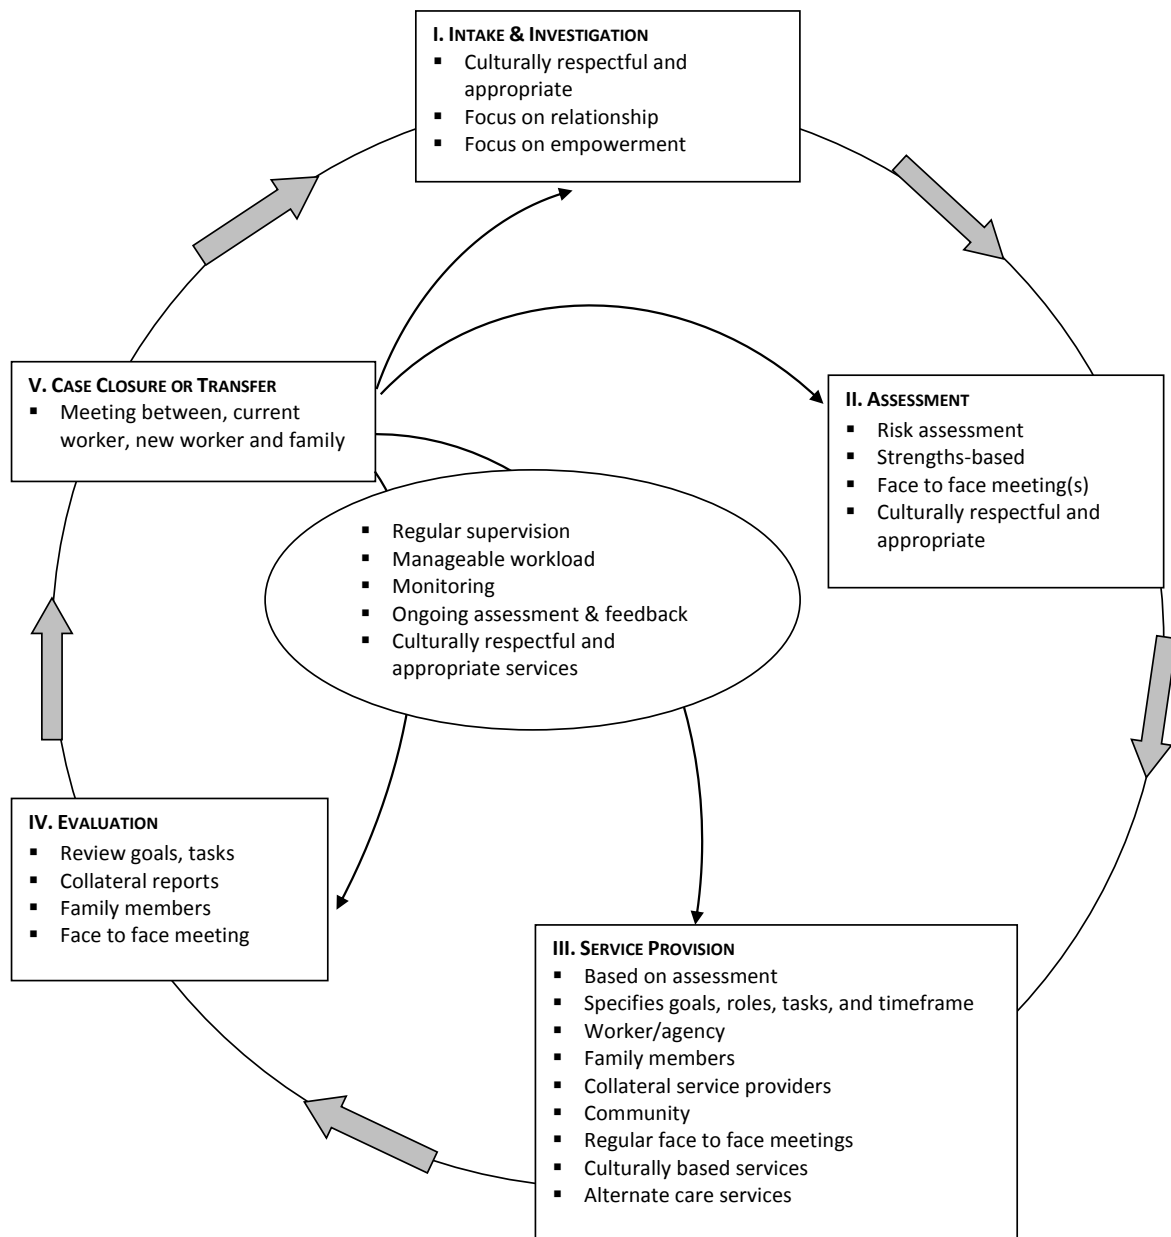 I. INTAKE & INVESTIGATION
▪ Culturally respectful and
appropriate
▪ Focus on relationship
▪ Focus on empowerment
V. CASE CLOSURE OR TRANSFER
▪ Meeting between, current
worker, new worker and family
II. ASSESSMENT
▪ Risk assessment
▪ Strengths-based
▪ Face to face meeting(s)
▪ Culturally respectful and
appropriate
▪ Regular supervision
▪ Manageable workload
▪ Monitoring
▪ Ongoing assessment & feedback
▪ Culturally respectful and
appropriate services
IV. EVALUATION
▪ Review goals, tasks
▪ Collateral reports
▪ Family members
▪ Face to face meeting
III. SERVICE PROVISION
▪ Based on assessment
▪ Specifies goals, roles, tasks, and timeframe
▪ Worker/agency
▪ Family members
▪ Collateral service providers
▪ Community
▪ Regular face to face meetings
▪ Culturally based services
▪ Alternate care services